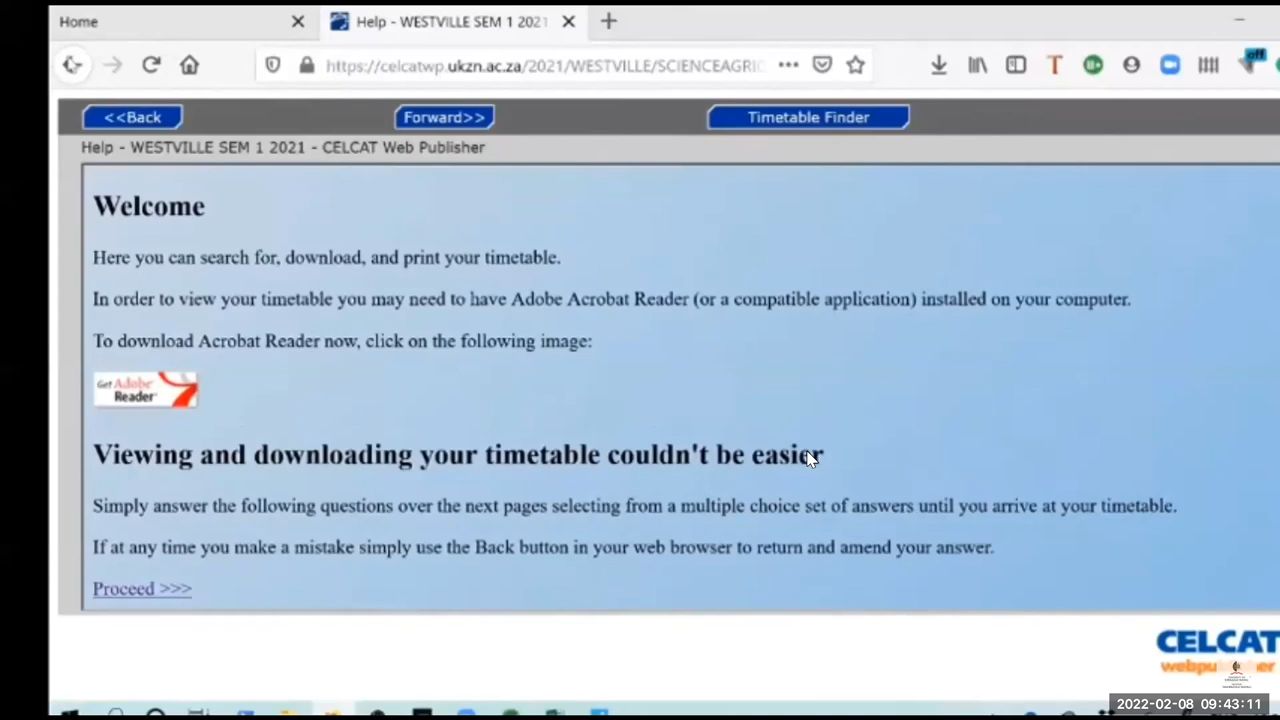 Home
Help - WESTVILLE SEM 1 2021
https://celcatwp.ukzn.ac.za/2021/WESTVILLE/SCIENCEAGRIC
off
<<Back
Forward>>
Timetable Finder
Help - WESTVILLE SEM 1 2021 - CELCAT Web Publisher
Welcome
Here you can search for, download, and print your timetable.
In order to view your timetable you may need to have Adobe Acrobat Reader (or a compatible application) installed on your computer.
To download Acrobat Reader now, click on the following image:
Get Adobe
Reader
Viewing and downloading your timetable couldn't be easier
Simply answer the following questions over the next pages selecting from a multiple choice set of answers until you arrive at your timetable.
If at any time you make a mistake simply use the Back button in your web browser to return and amend your answer.
Proceed >>>
CELCAT
2022-02-08 09:43:11